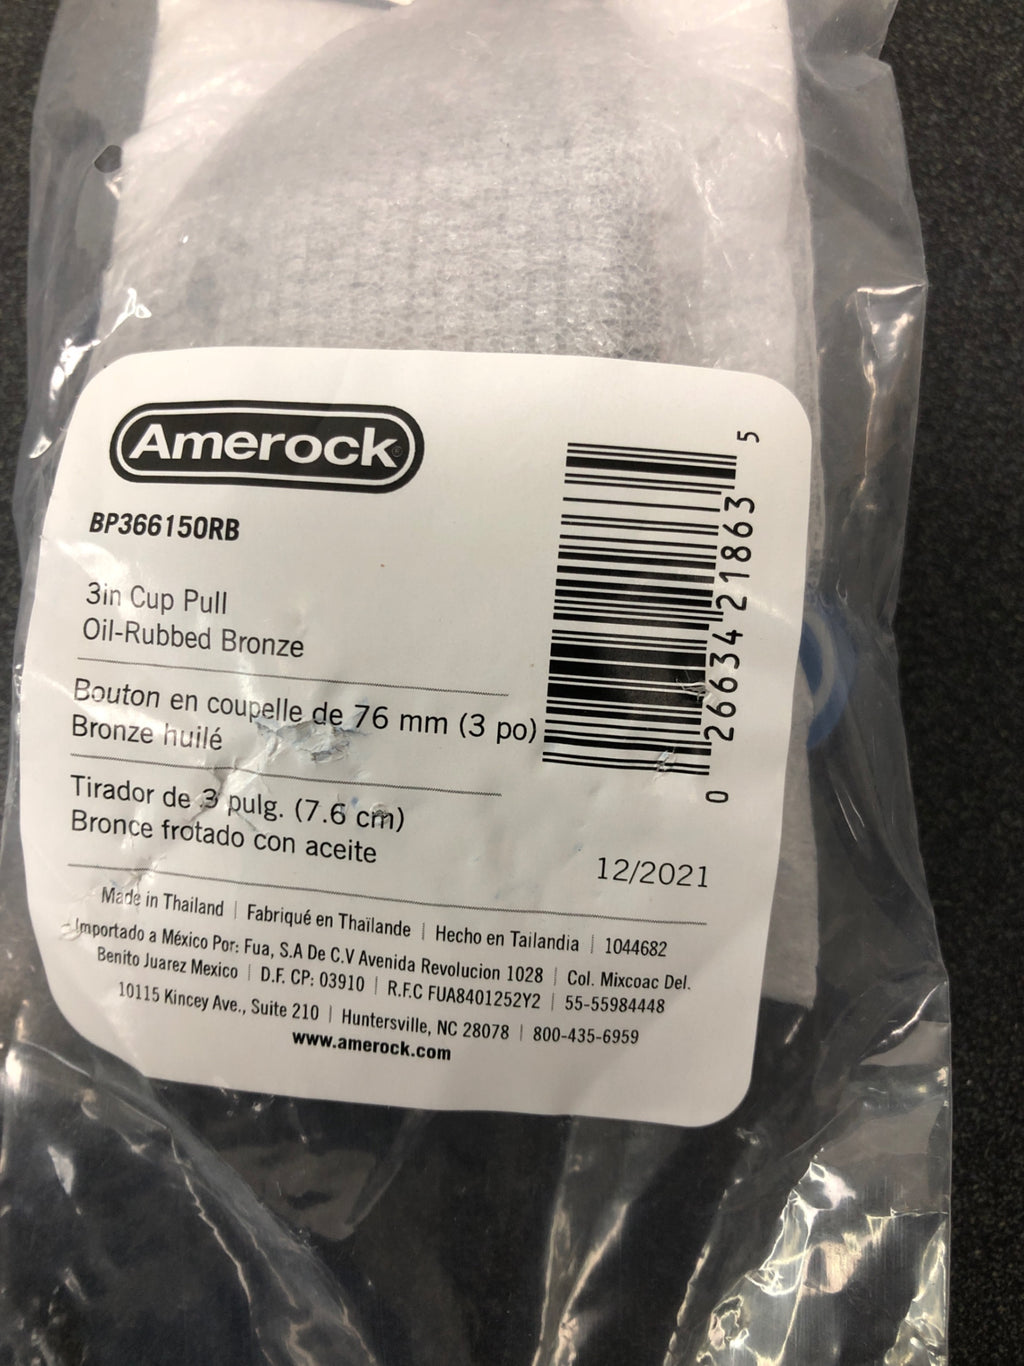 Amerock®
BP36615ORB
3in Cup Pull
Oil-Rubbed Bronze
Bouton en coupelle de 76 mm (3 po)
Bronze huilé
Tirador de 3 pulg. (7.6 cm)
Bronce frotado con aceite
0 26634 21863 5
12/2021
Made in Thailand | Fabriqué en Thaïlande | Hecho en Tailandia | 1044682
Importado a México Por: Fua, S.A De C.V Avenida Revolucion 1028 | Col. Mixcoac Del.
Benito Juarez Mexico | D.F. CP: 03910 | R.F.C FUA8401252Y2 | 55-55984448
10115 Kincey Ave., Suite 210 | Huntersville, NC 28078 | 800-435-6959
www.amerock.com